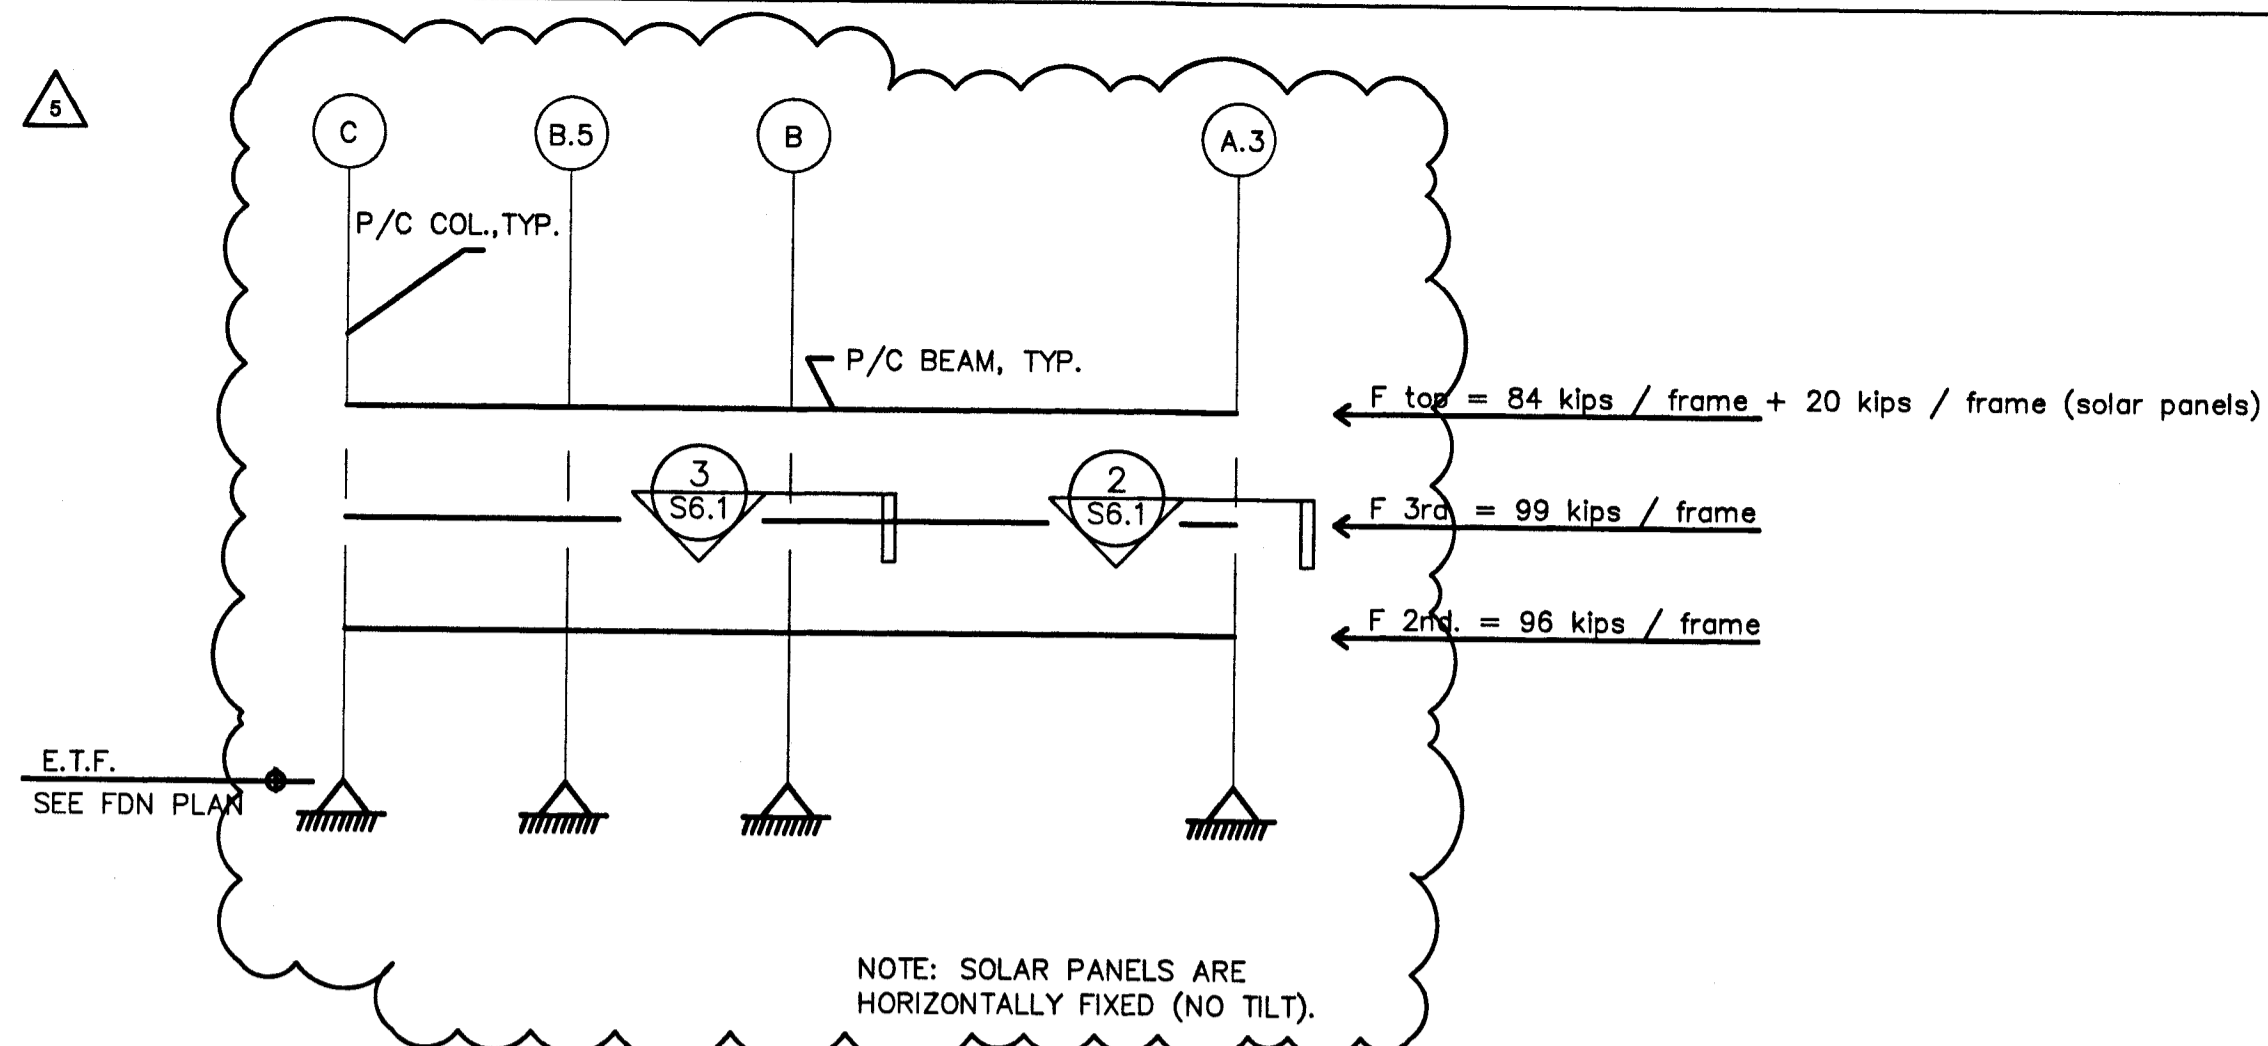 5
C
B.5
B
A.3
P/C COL.,TYP.
P/C BEAM, TYP.
F top = 84 kips / frame + 20 kips / frame (solar panels)
3
S6.1
2
S6.1
F 3rd = 99 kips / frame
F 2nd. = 96 kips / frame
E.T.F.
SEE FDN PLAN
NOTE: SOLAR PANELS ARE
HORIZONTALLY FIXED (NO TILT).